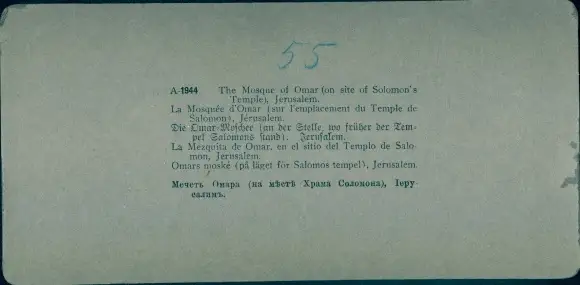 55
A-1944 The Mosque of Omar (on site of Solomon's
Temple), Jerusalem.
La Mosquée d'Omar (sur l'emplacement du Temple de
Salomon), Jérusalem.
Die Omar-Moschee (an der Stelle, wo früher der Tem-
pel Salomons stand). Jerusalem.
La Mezquita de Omar, en el sitio del Templo de Salo-
mon, Jerusalem.
Omars moské (på läget för Salomos tempel), Jerusalem.
Мечеть Омара (на мѣстѣ Храма Соломона), Іеру-
салимъ.